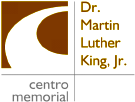 Dr.
Martin
Luther
King, Jr.
centro
memorial